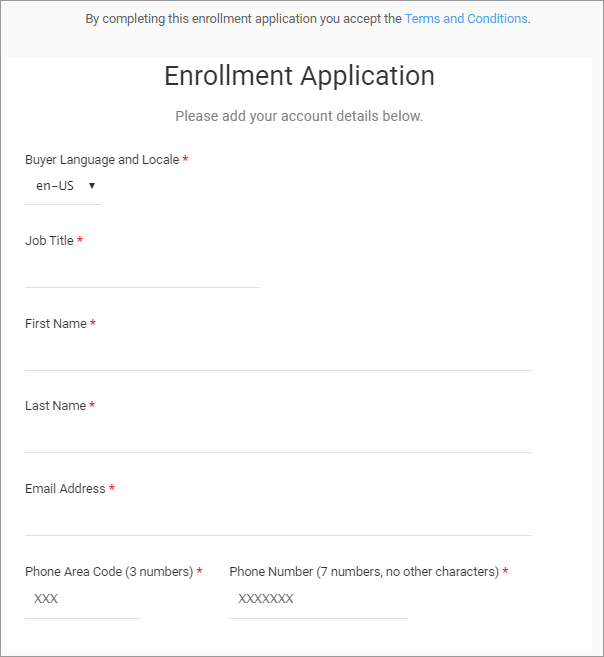 By completing this enrollment application you accept the Terms and Conditions.
Enrollment Application
Please add your account details below.
Buyer Language and Locale *
en-US ▼
Job Title *
First Name *
Last Name *
Email Address *
Phone Area Code (3 numbers) * Phone Number (7 numbers, no other characters) *
XXX XXXXXXX